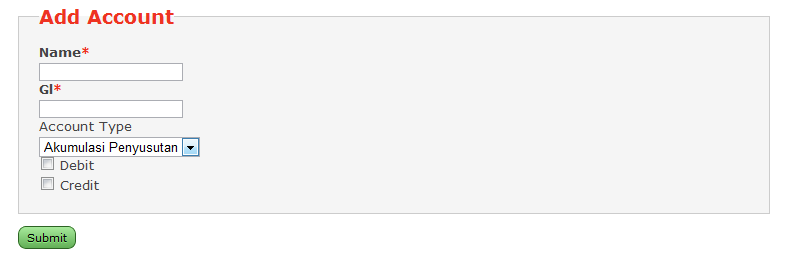 Add Account
Name*
Gl*
Account Type
Akumulasi Penyusutan
Debit
Credit
Submit